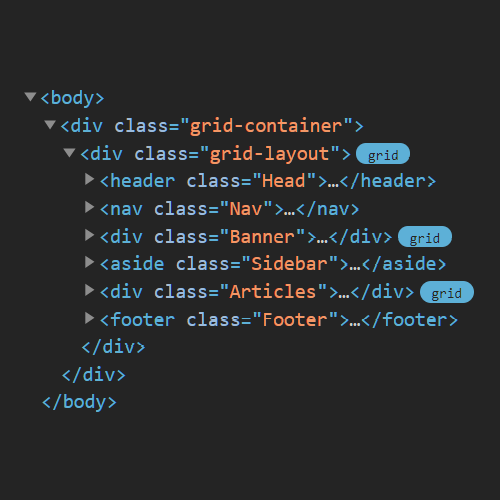 <body>
<div class="grid-container">
<div class="grid-layout"> grid
<header class="Head">…</header>
<nav class="Nav">…</nav>
<div class="Banner">…</div> grid
<aside class="Sidebar">…</aside>
<div class="Articles">…</div> grid
<footer class="Footer">…</footer>
</div>
</div>
</body>